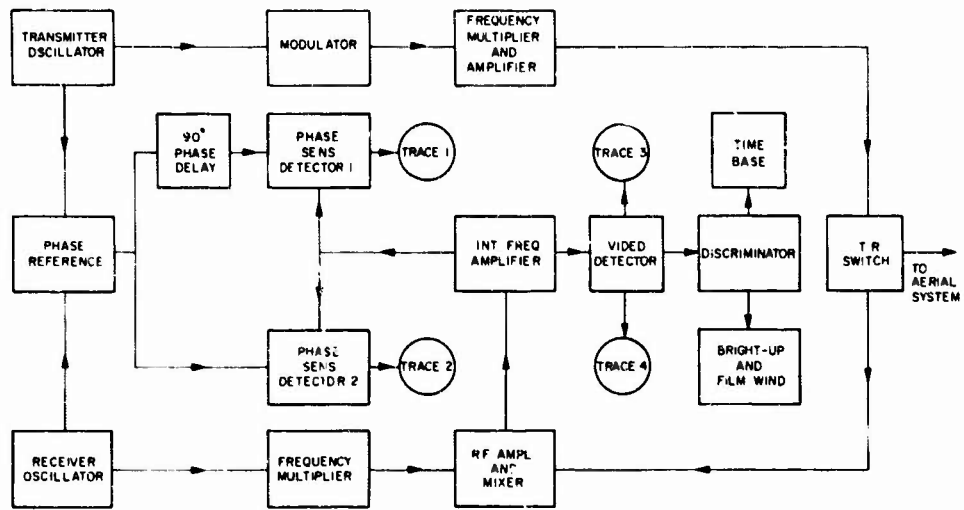 TRANSMITTER
OSCILLATOR
MODULATOR
FREQUENCY
MULTIPLIER
AND
AMPLIFIER
90°
PHASE
DELAY
PHASE
SENS
DETECTOR 1
TRACE 1
TRACE 3
TIME
BASE
PHASE
REFERENCE
INT FREQ
AMPLIFIER
VIDEO
DETECTOR
DISCRIMINATOR
T R
SWITCH
TO
AERIAL
SYSTEM
PHASE
SENS
DETECTOR 2
TRACE 2
TRACE 4
BRIGHT-UP
AND
FILM WIND
RECEIVER
OSCILLATOR
FREQUENCY
MULTIPLIER
RF AMPL
AND
MIXER